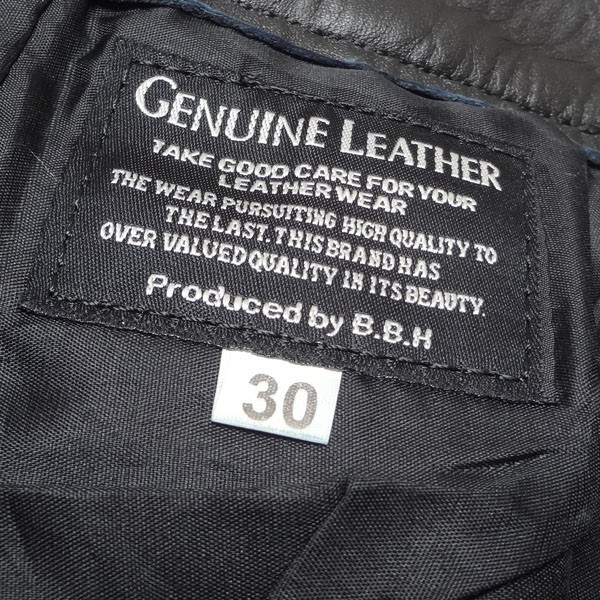 GENUINE LEATHER
TAKE GOOD CARE FOR YOUR
LEATHER WEAR
THE WEAR PURSUITING HIGH QUALITY TO
THE LAST. THIS BRAND HAS
OVER VALUED QUALITY IN ITS BEAUTY.
Produced by B.B.H
30